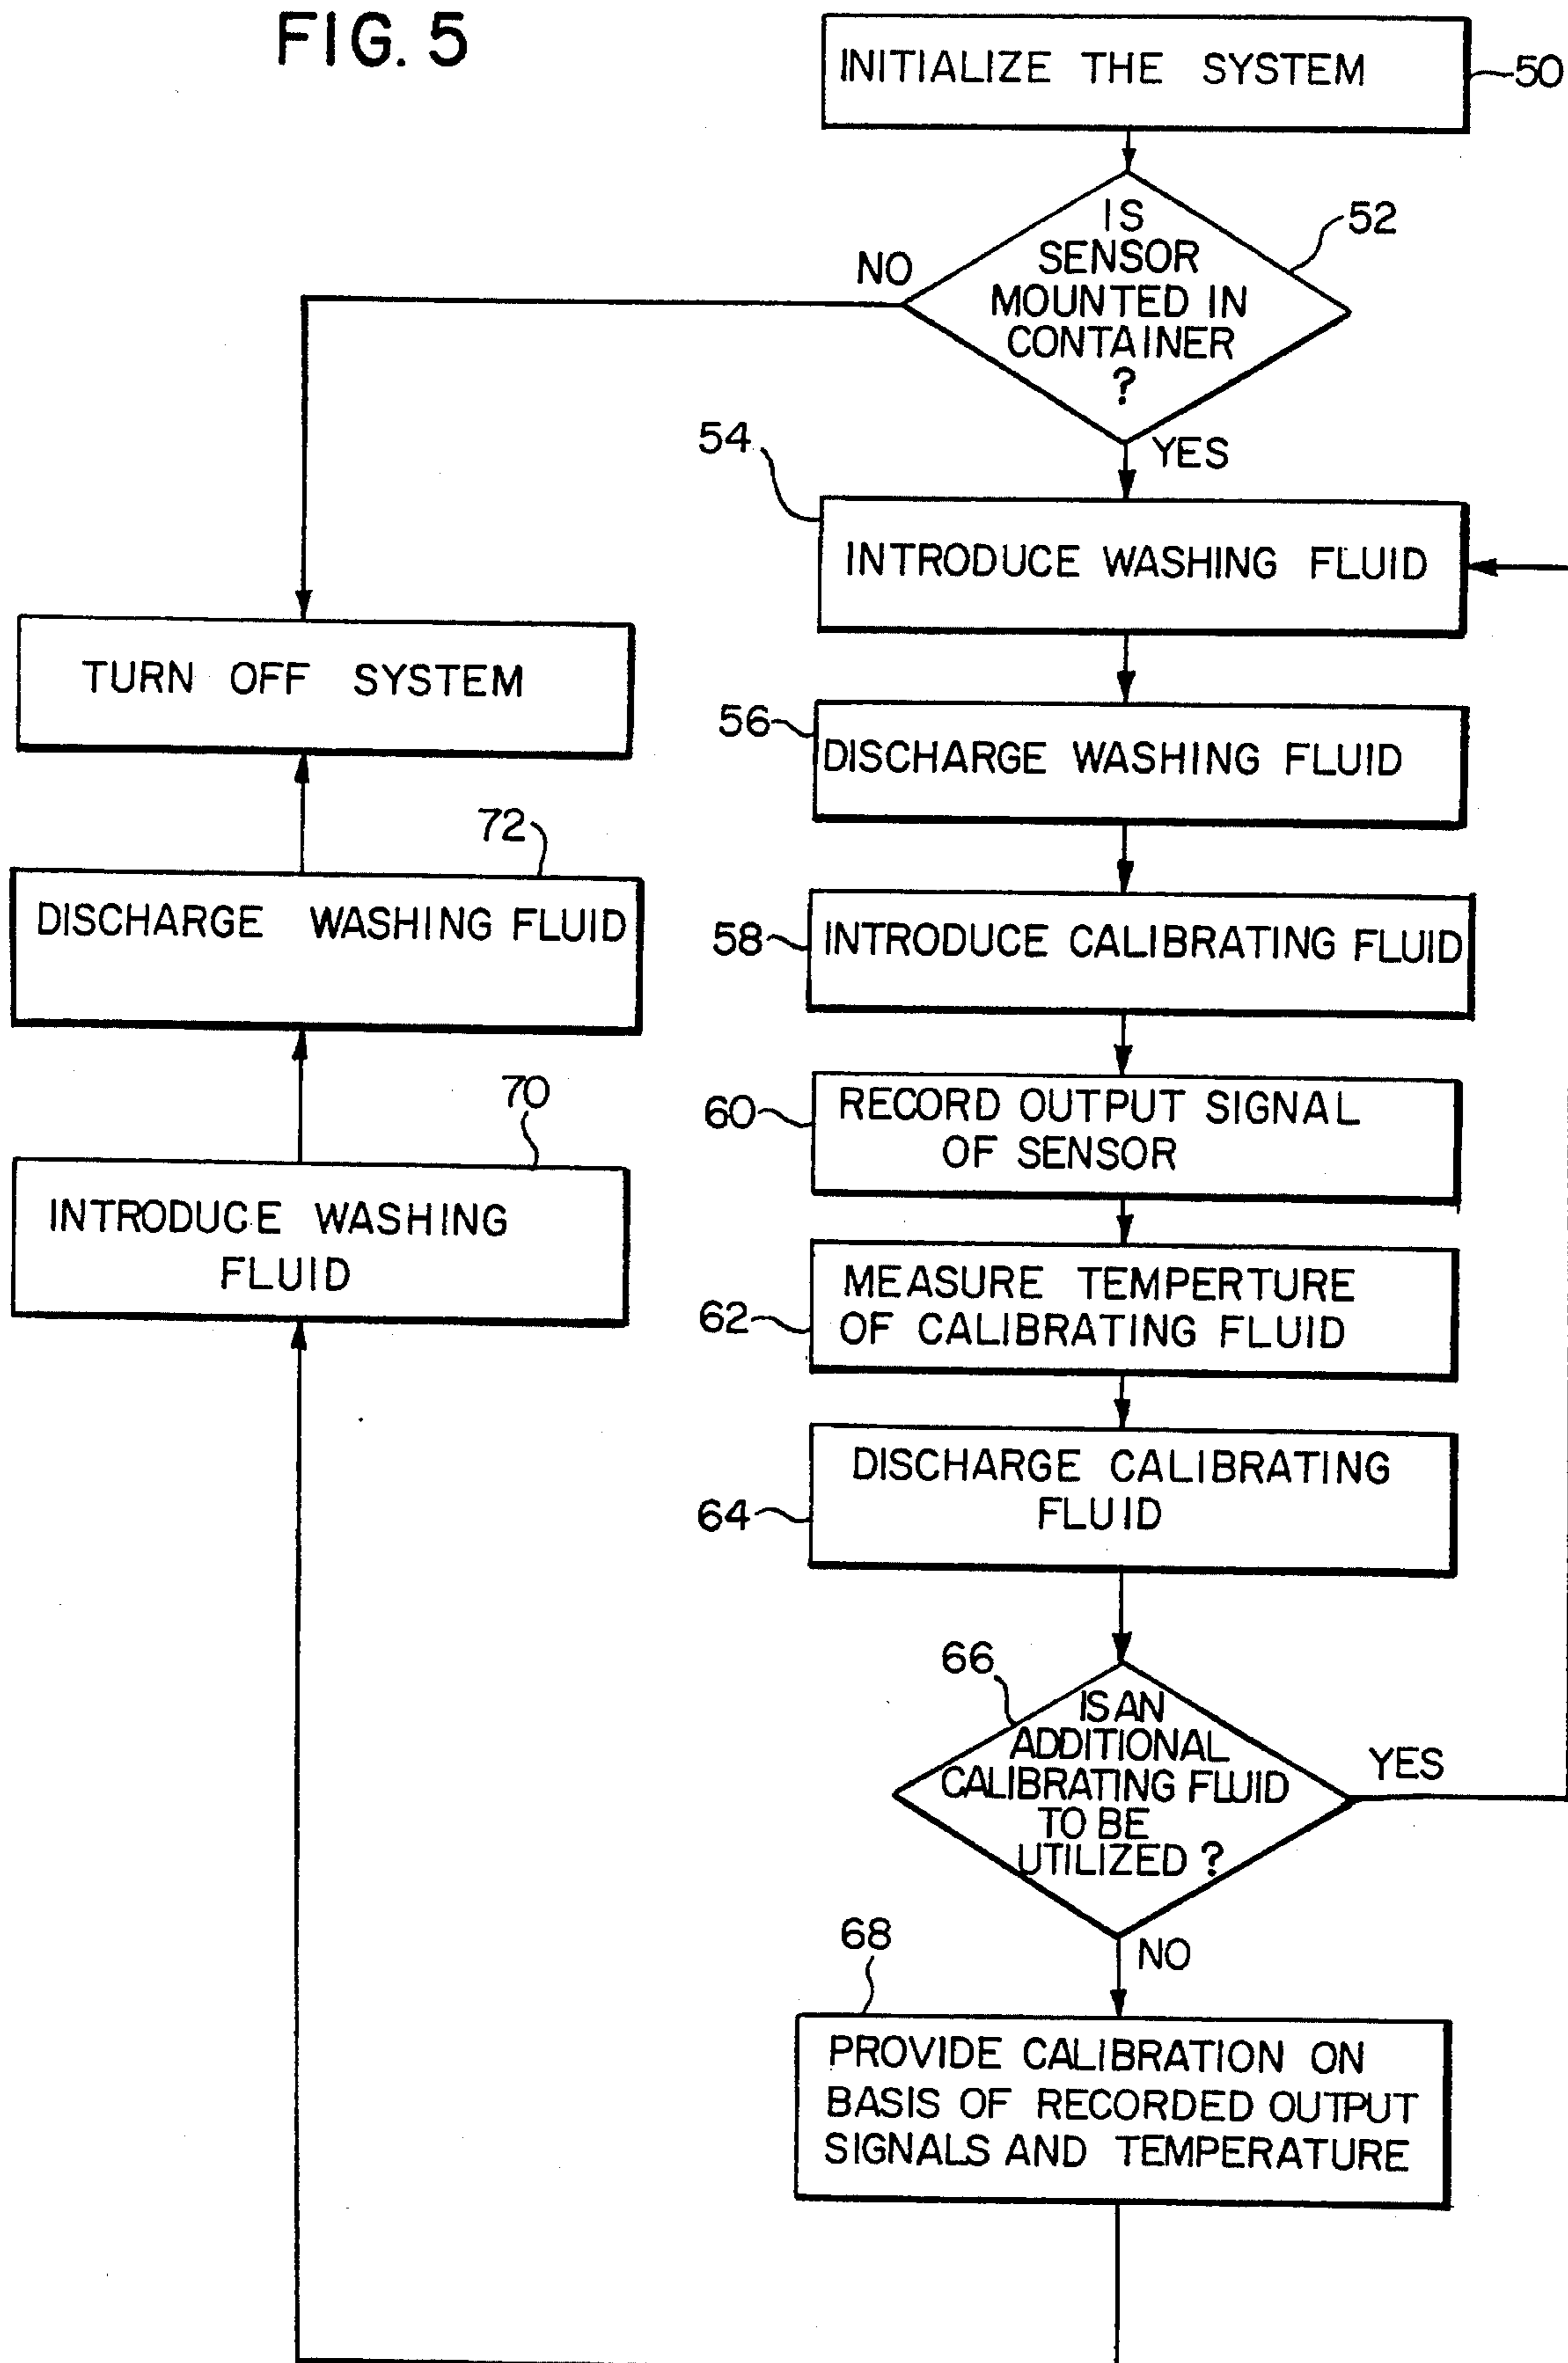 FIG. 5
INITIALIZE THE SYSTEM
50
IS
SENSOR
MOUNTED IN
CONTAINER
?
52
NO
YES
54
INTRODUCE WASHING FLUID
56
DISCHARGE WASHING FLUID
58
INTRODUCE CALIBRATING FLUID
60
RECORD OUTPUT SIGNAL
OF SENSOR
62
MEASURE TEMPERTURE
OF CALIBRATING FLUID
64
DISCHARGE CALIBRATING
FLUID
66
IS AN
ADDITIONAL
CALIBRATING FLUID
TO BE
UTILIZED ?
YES
NO
68
PROVIDE CALIBRATION ON
BASIS OF RECORDED OUTPUT
SIGNALS AND TEMPERATURE
70
INTRODUCE WASHING
FLUID
72
DISCHARGE WASHING FLUID
TURN OFF SYSTEM